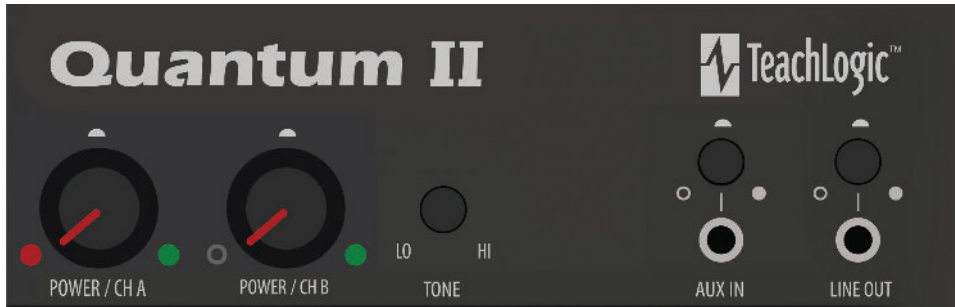 Quantum II
TeachLogic™
LO
HI
POWER / CH A
POWER / CH B
TONE
AUX IN
LINE OUT